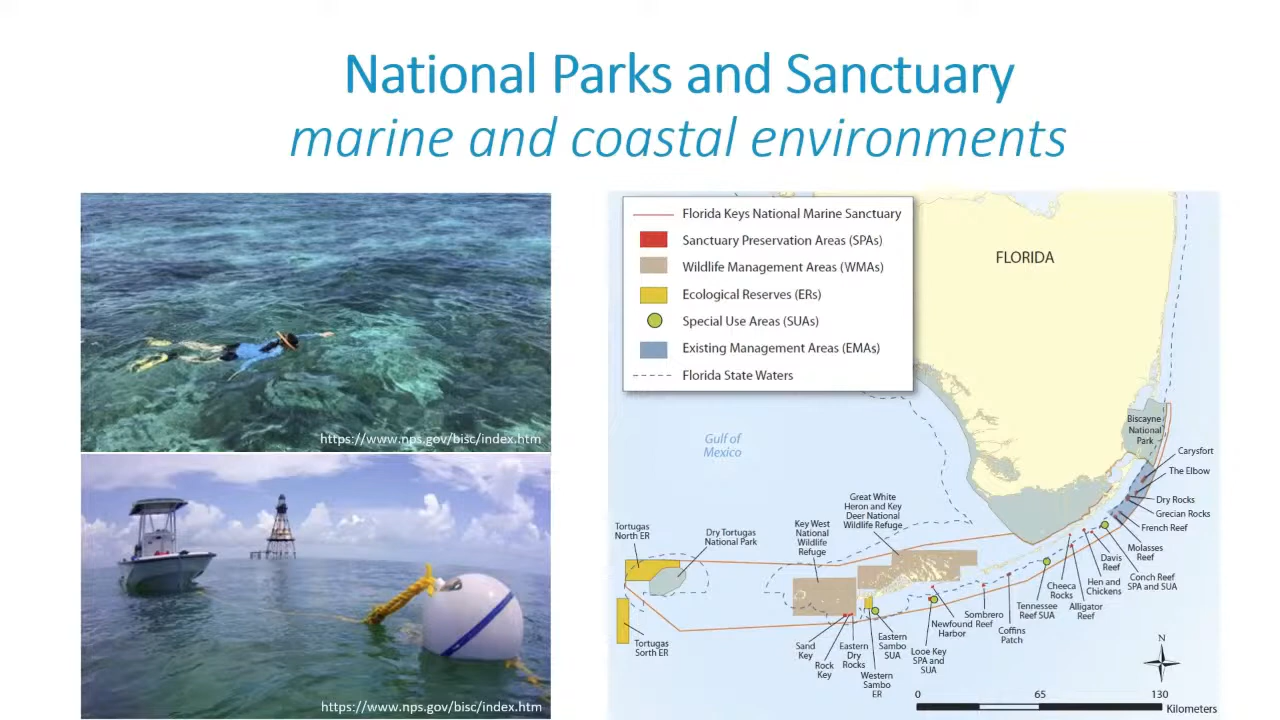 National Parks and Sanctuary
marine and coastal environments
https://www.nps.gov/bisc/index.htm
https://www.nps.gov/bisc/index.htm
Florida Keys National Marine Sanctuary
Sanctuary Preservation Areas (SPAs)
Wildlife Management Areas (WMAs)
Ecological Reserves (ERs)
Special Use Areas (SUAs)
Existing Management Areas (EMAs)
Florida State Waters
FLORIDA
Gulf of
Mexico
Biscayne
National
Park
Carysfort
The Elbow
Dry Rocks
Grecian Rocks
French Reef
Molasses
Reef
Conch Reef
SPA and SUA
Davis
Reef
Hen and
Chickens
Alligator
Reef
Cheeca
Rocks
Tennessee
Reef SUA
Coffins
Patch
Sombrero
Reef
Newfound
Harbor
Looe Key
SPA and
SUA
Eastern
Sambo
SUA
Western
Sambo
ER
Eastern
Dry
Rocks
Rock
Key
Sand
Key
Great White
Heron and Key
Deer National
Wildlife Refuge
Key West
National
Wildlife
Refuge
Dry Tortugas
National Park
Tortugas
North ER
Tortugas
Sorth ER
N
0
65
130
Kilometers